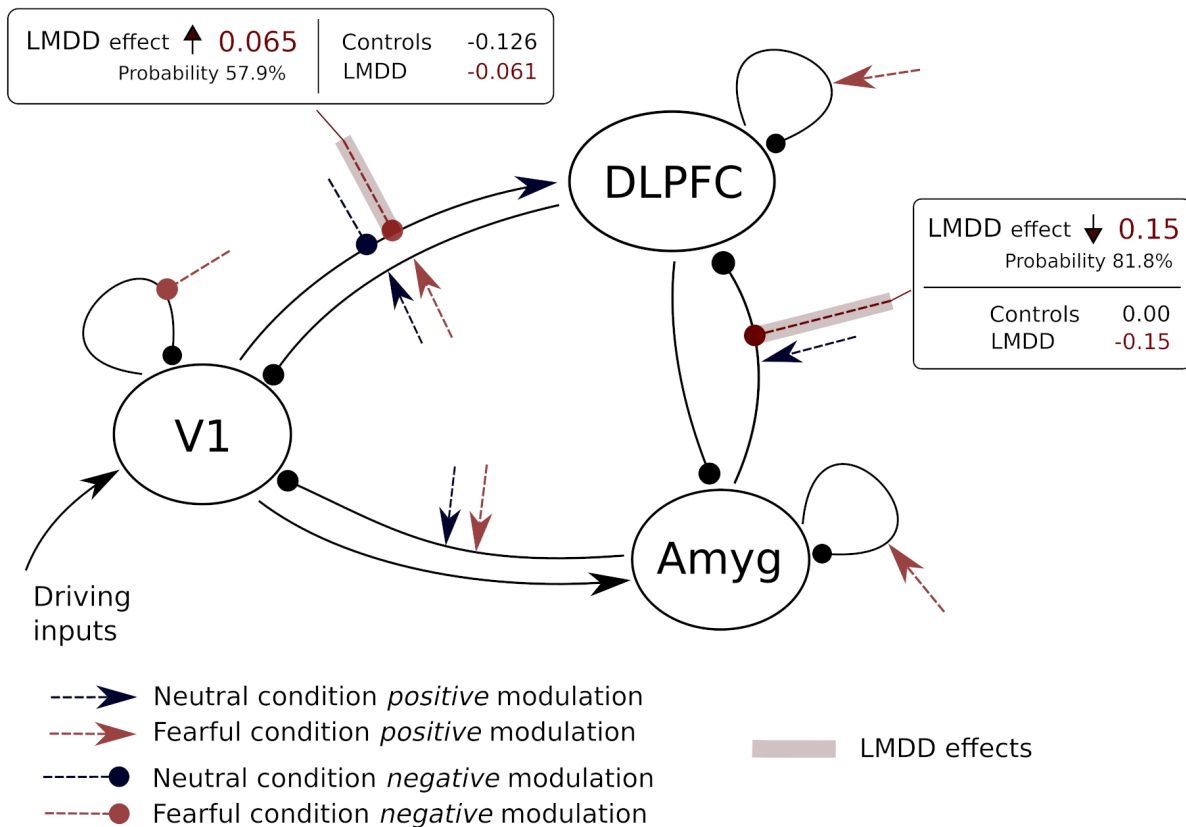 LMDD effect 0.065
Probability 57.9%
Controls -0.126
LMDD -0.061
DLPFC
LMDD effect 0.15
Probability 81.8%
Controls 0.00
LMDD -0.15
V1
Amyg
Driving
inputs
Neutral condition positive modulation
Fearful condition positive modulation
Neutral condition negative modulation
Fearful condition negative modulation
LMDD effects